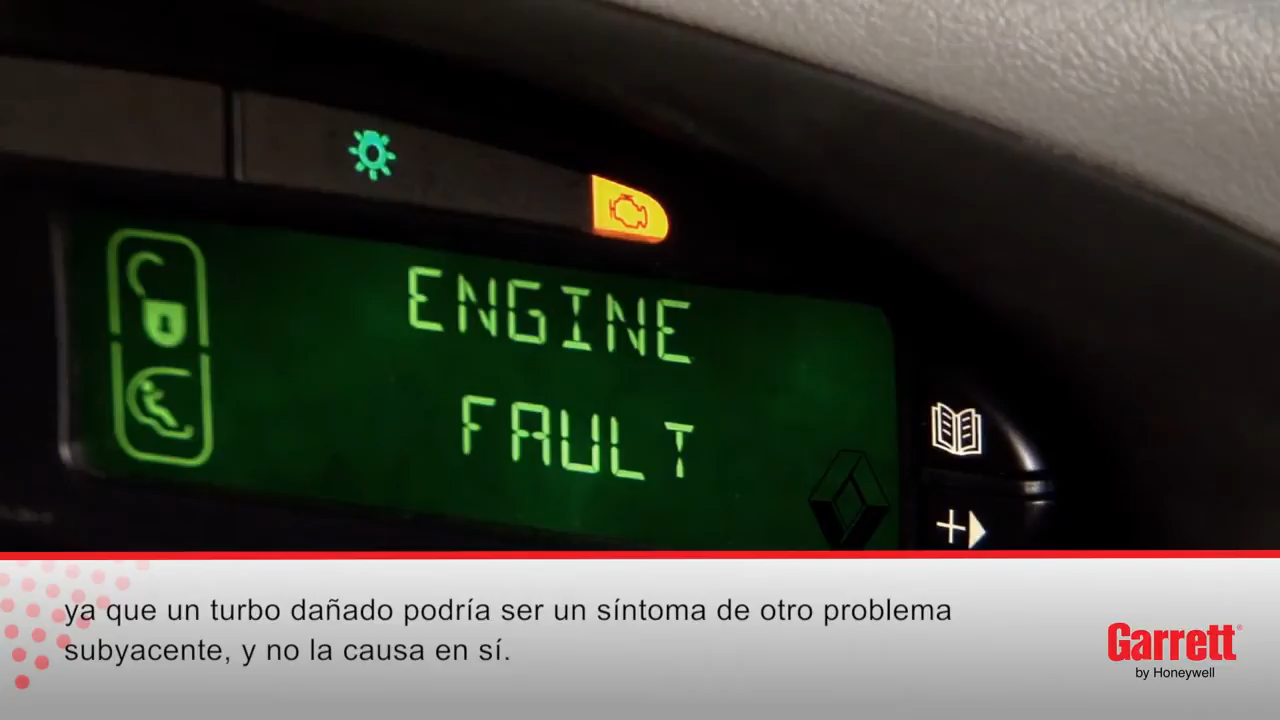 ENGINE
FAULT
ya que un turbo dañado podría ser un síntoma de otro problema
subyacente, y no la causa en sí.
Garrett®
by Honeywell